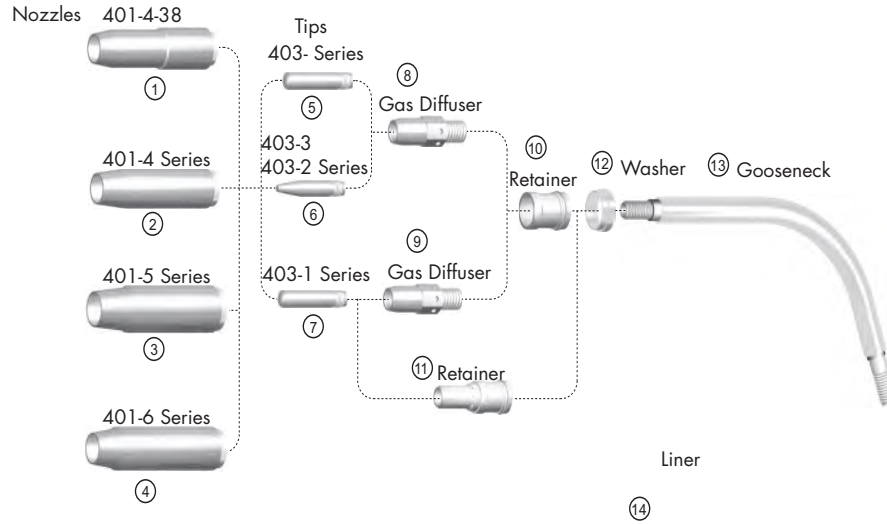 Nozzles
401-4-38
1
401-4 Series
2
401-5 Series
3
401-6 Series
4
Tips
403- Series
5
403-3
403-2 Series
6
403-1 Series
7
8
Gas Diffuser
9
Gas Diffuser
10
Retainer
11 Retainer
12 Washer
13 Gooseneck
Liner
14